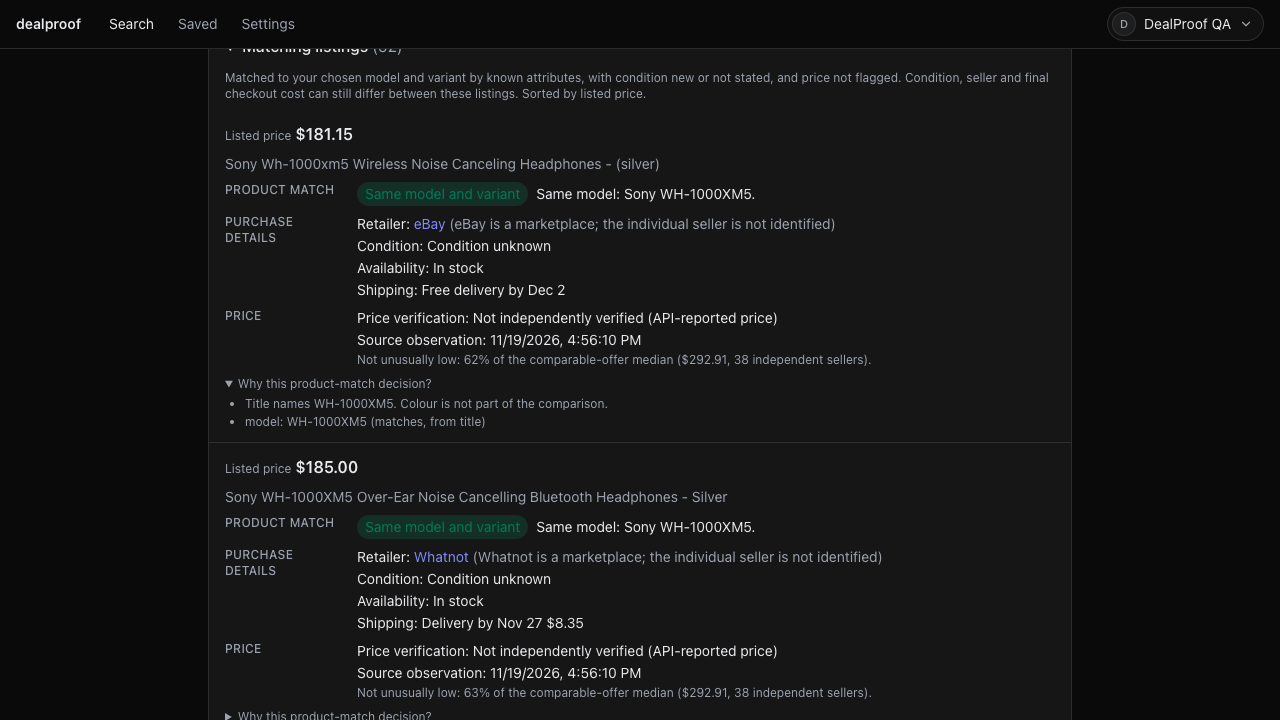 dealproof Search Saved Settings D DealProof QA
Matching listings
Matched to your chosen model and variant by known attributes, with condition new or not stated, and price not flagged. Condition, seller and final
checkout cost can still differ between these listings. Sorted by listed price.
Listed price $181.15
Sony Wh-1000xm5 Wireless Noise Canceling Headphones - (silver)
PRODUCT MATCH Same model and variant Same model: Sony WH-1000XM5.
PURCHASE DETAILS
Retailer: eBay (eBay is a marketplace; the individual seller is not identified)
Condition: Condition unknown
Availability: In stock
Shipping: Free delivery by Dec 2
PRICE
Price verification: Not independently verified (API-reported price)
Source observation: 11/19/2026, 4:56:10 PM
Not unusually low: 62% of the comparable-offer median ($292.91, 38 independent sellers).
▼ Why this product-match decision?
• Title names WH-1000XM5. Colour is not part of the comparison.
• model: WH-1000XM5 (matches, from title)
Listed price $185.00
Sony WH-1000XM5 Over-Ear Noise Cancelling Bluetooth Headphones - Silver
PRODUCT MATCH Same model and variant Same model: Sony WH-1000XM5.
PURCHASE DETAILS
Retailer: Whatnot (Whatnot is a marketplace; the individual seller is not identified)
Condition: Condition unknown
Availability: In stock
Shipping: Delivery by Nov 27 $8.35
PRICE
Price verification: Not independently verified (API-reported price)
Source observation: 11/19/2026, 4:56:10 PM
Not unusually low: 63% of the comparable-offer median ($292.91, 38 independent sellers).
▶ Why this product-match decision?